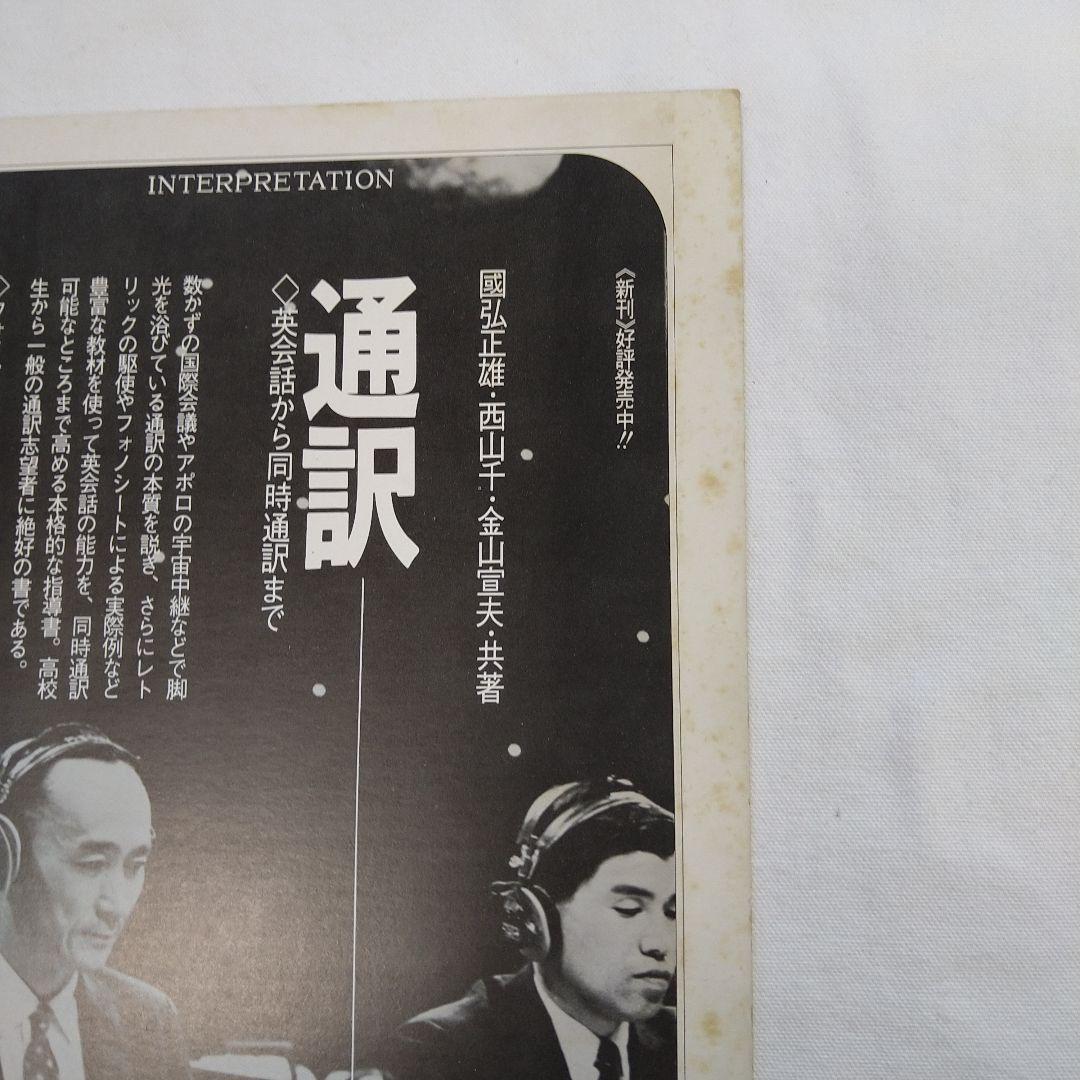 INTERPRETATION
《新刊》好評発売中!!
國弘正雄・西山千・金山宣夫・共著
通訳
◇英会話から同時通訳まで
数かずの国際会議やアポロの宇宙中継などで脚
光を浴びている通訳の本質を説き、さらにレト
リックの駆使やフォノシートによる実際例など
豊富な教材を使って英会話の能力を、同時通訳
可能なところまで高める本格的な指導書。高校
生から一般の通訳志望者に絶好の書である。